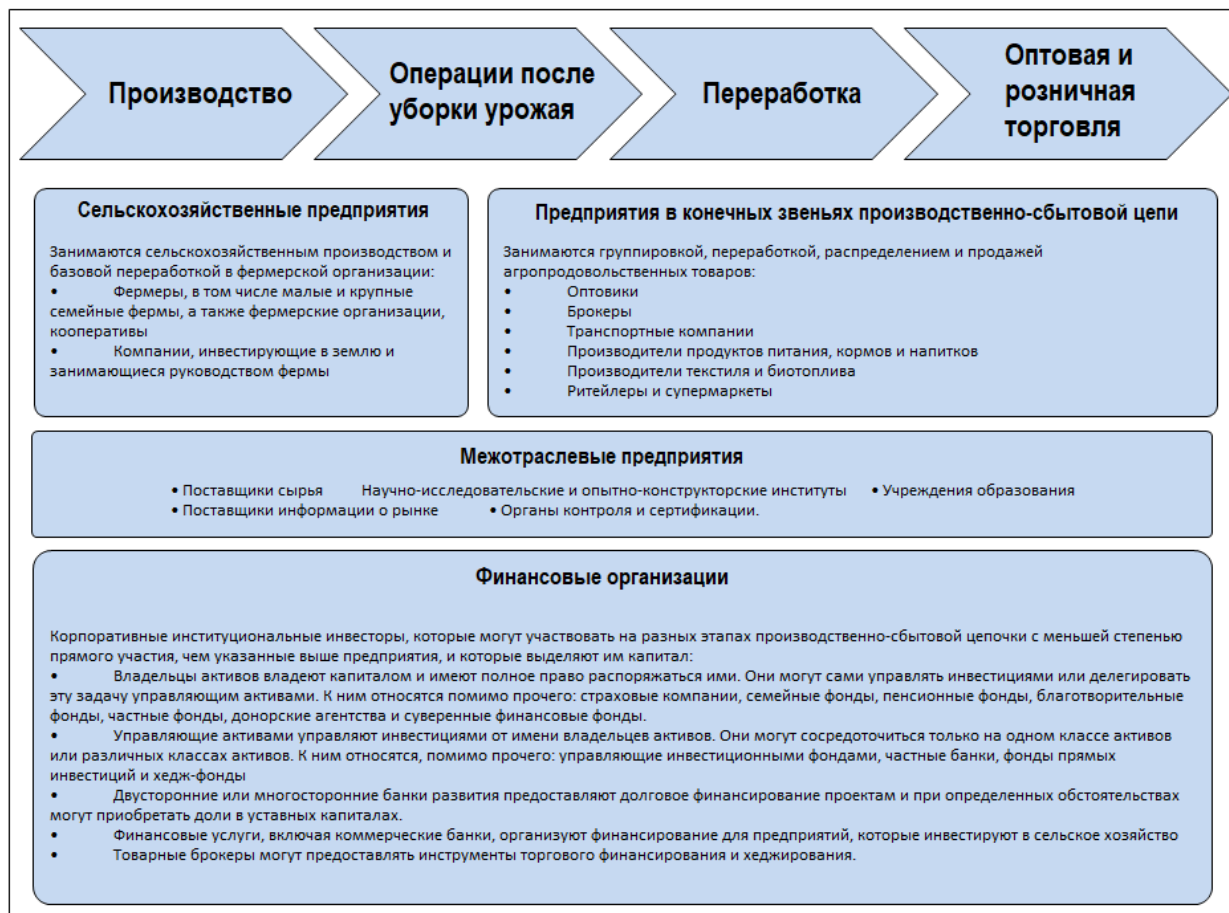 Производство
Операции после
уборки урожая
Переработка
Оптовая и
розничная
торговля
Сельскохозяйственные предприятия
Занимаются сельскохозяйственным производством и
базовой переработкой в фермерской организации:
• Фермеры, в том числе малые и крупные
семейные фермы, а также фермерские организации,
кооперативы
• Компании, инвестирующие в землю и
занимающиеся руководством фермы
Предприятия в конечных звеньях производственно-сбытовой цепи
Занимаются группировкой, переработкой, распределением и продажей
агропродовольственных товаров:
• Оптовики
• Брокеры
• Транспортные компании
• Производители продуктов питания, кормов и напитков
• Производители текстиля и биотоплива
• Ритейлеры и супермаркеты
Межотраслевые предприятия
• Поставщики сырья Научно-исследовательские и опытно-конструкторские институты • Учреждения образования
• Поставщики информации о рынке • Органы контроля и сертификации.
Финансовые организации
Корпоративные институциональные инвесторы, которые могут участвовать на разных этапах производственно-сбытовой цепочки с меньшей степенью
прямого участия, чем указанные выше предприятия, и которые выделяют им капитал:
• Владельцы активов владеют капиталом и имеют полное право распоряжаться ими. Они могут сами управлять инвестициями или делегировать
эту задачу управляющим активами. К ним относятся помимо прочего: страховые компании, семейные фонды, пенсионные фонды, благотворительные
фонды, частные фонды, донорские агентства и суверенные финансовые фонды.
• Управляющие активами управляют инвестициями от имени владельцев активов. Они могут сосредоточиться только на одном классе активов
или различных классах активов. К ним относятся, помимо прочего: управляющие инвестиционными фондами, частные банки, фонды прямых
инвестиций и хедж-фонды
• Двусторонние или многосторонние банки развития предоставляют долговое финансирование проектам и при определенных обстоятельствах
могут приобретать доли в уставных капиталах.
• Финансовые услуги, включая коммерческие банки, организуют финансирование для предприятий, которые инвестируют в сельское хозяйство
• Товарные брокеры могут предоставлять инструменты торгового финансирования и хеджирования.